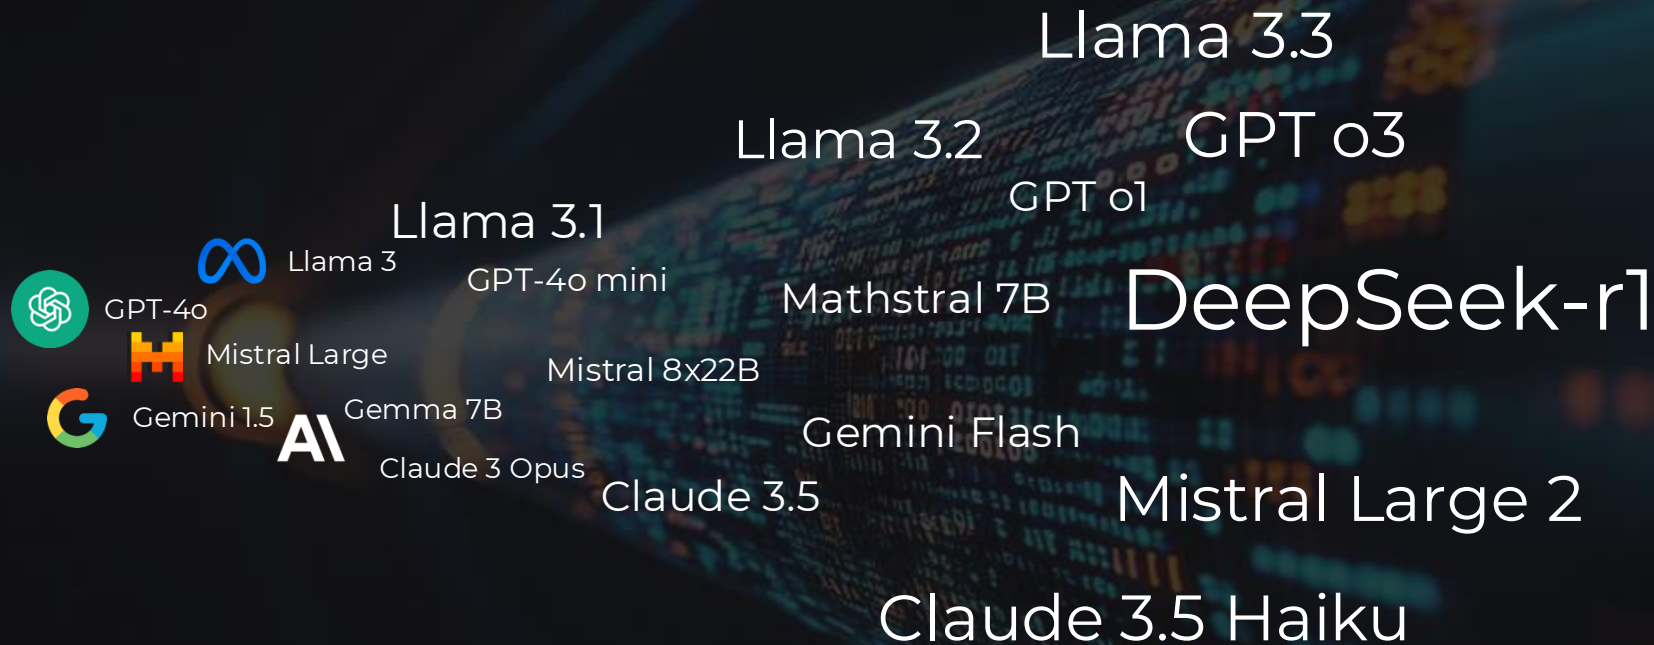 Llama 3.3
GPT o3
Llama 3.2
GPT o1
Llama 3.1
Llama 3
GPT-4o mini
GPT-4o
Mathstral 7B
DeepSeek-r1
Mistral Large
Mistral 8x22B
Gemma 7B
Gemini 1.5
Gemini Flash
Claude 3 Opus
Claude 3.5
Mistral Large 2
Claude 3.5 Haiku